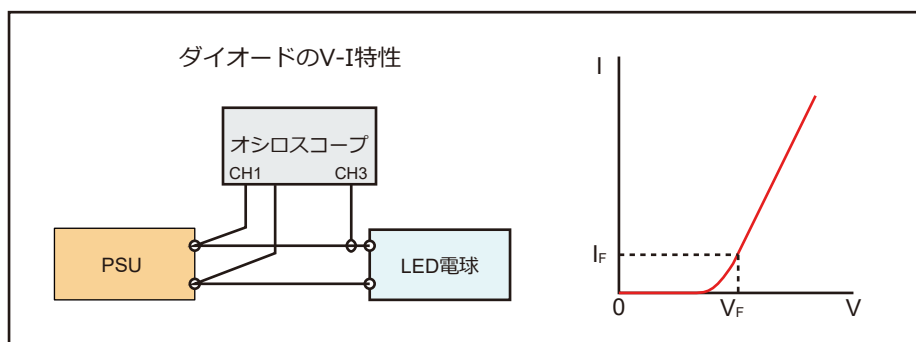 ダイオードのV-I特性
オシロスコープ
CH1 CH3
PSU
LED電球
I
IF
0 VF V